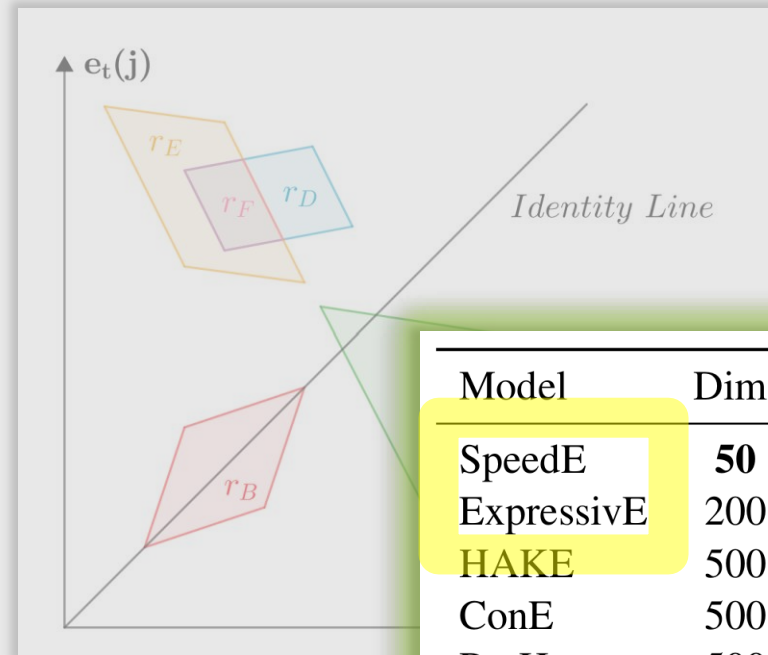 e_t(j)
r_E
r_F r_D
Identity Line
r_B
Model Dim
SpeedE 50
ExpressivE 200
HAKE 500
ConE 500